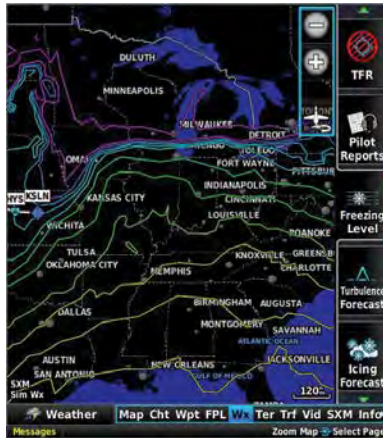 DULUTH
MINNEAPOLIS
TFR
MILWAUKEE
DETROIT
Pilot
Reports
TOLEDO
OMA
FORT WAYNE
PITTSBUR
INDIANAPOLIS
HYS KSLN
KANSAS CITY
CINCINNATI
Freezing
Level
LOUISVILLE
WICHITA
ROANOKE
TULSA
KNOXVILLE GREENSB
OKLAHOMA CITY
MEMPHIS
CHARLOTTE
Turbulence
Forecast
BIRMINGHAM AUGUSTA
DALLAS
MONTGOMERY
SAVANNAH
ATLANTIC OCEAN
AUSTIN
NEW ORLEANS
JACKSONVILLE
SAN ANTONIO
GULF OF MEXICO
Icing
Forecast
SXM
Sim Wx
120
Weather
Map Cht Wpt FPL Wx Ter Trf Vid SXM Info
Messages
Zoom Map Select Page